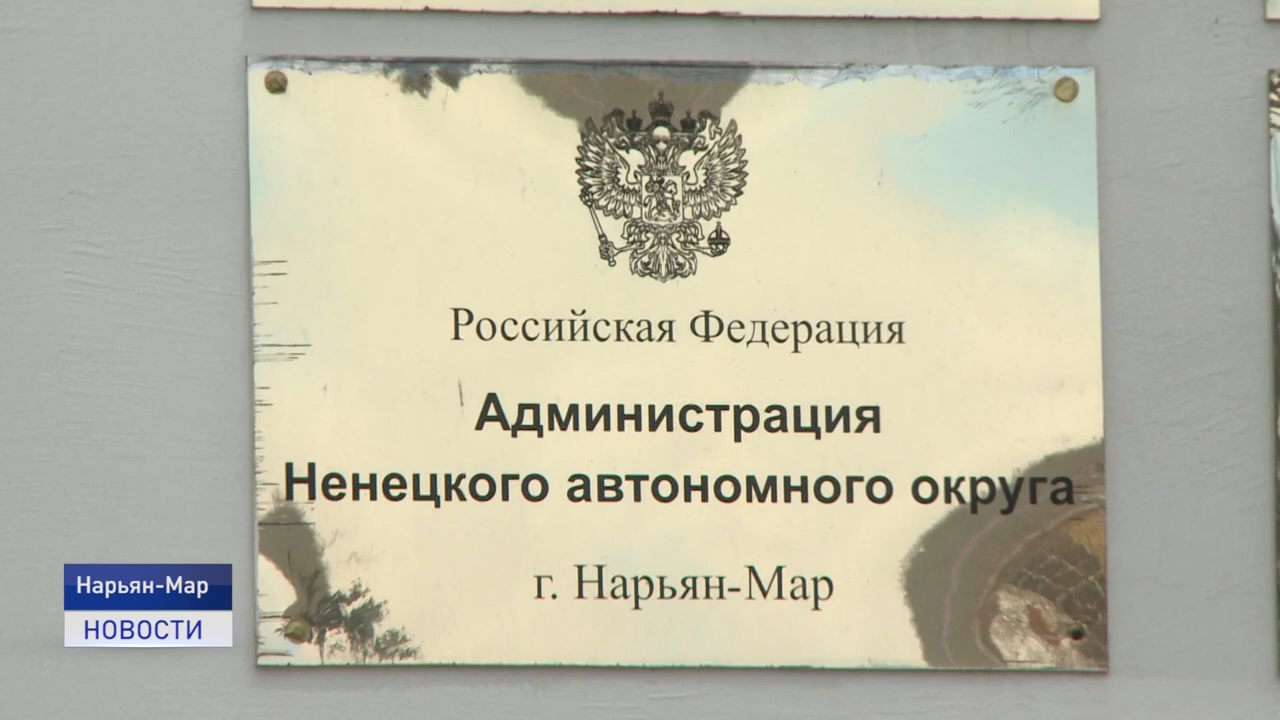 Российская Федерация
Администрация
Ненецкого автономного округа
г. Нарьян-Мар
Нарьян-Мар
НОВОСТИ